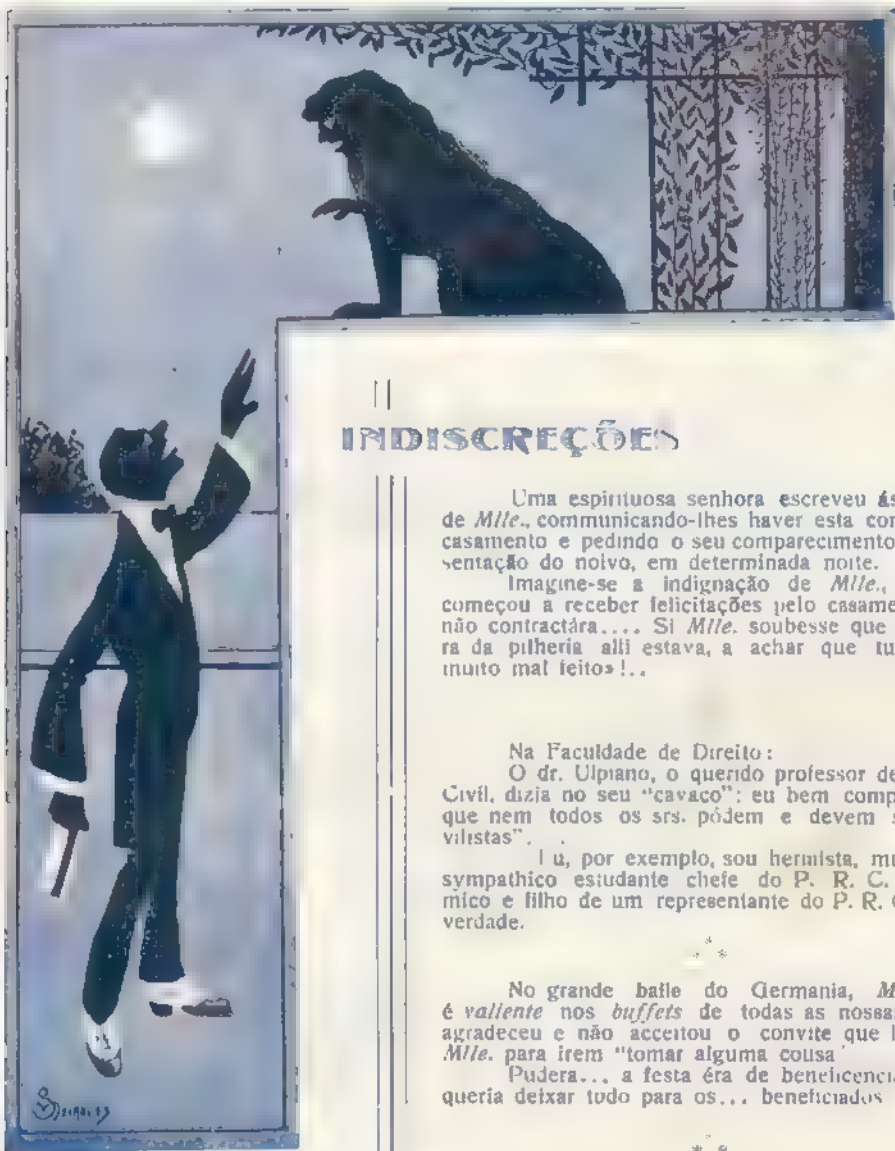 INDISCREÇÕES
Uma espirituosa senhora escreveu ás
de Mlle., communicando-lhes haver esta con
casamento e pedindo o seu comparecimento
sentação do noivo, em determinada noite.
Imagine-se a indignação de Mlle.,
começou a receber felicitações pelo casame
não contractára.... Si Mlle. soubesse que
ra da pilheria alli estava, a achar que tu
muito mal feitos!..
Na Faculdade de Direito:
O dr. Ulpiano, o querido professor de
Civil, dizia no seu "cavaco": eu bem comp
que nem todos os srs. pódem e devem s
vilistas". .
u, por exemplo, sou hermista, mu
sympathico estudante chefe do P. R. C.
mico e filho de um representante do P. R. C
verdade.
* * *
No grande baile do Germania, M
é valiente nos buffets de todas as nossa
agradeceu e não acceitou o convite que l
Mlle. para irem "tomar alguma cousa
Pudera... a festa éra de beneficenci
queria deixar tudo para os... beneficiados
* * *